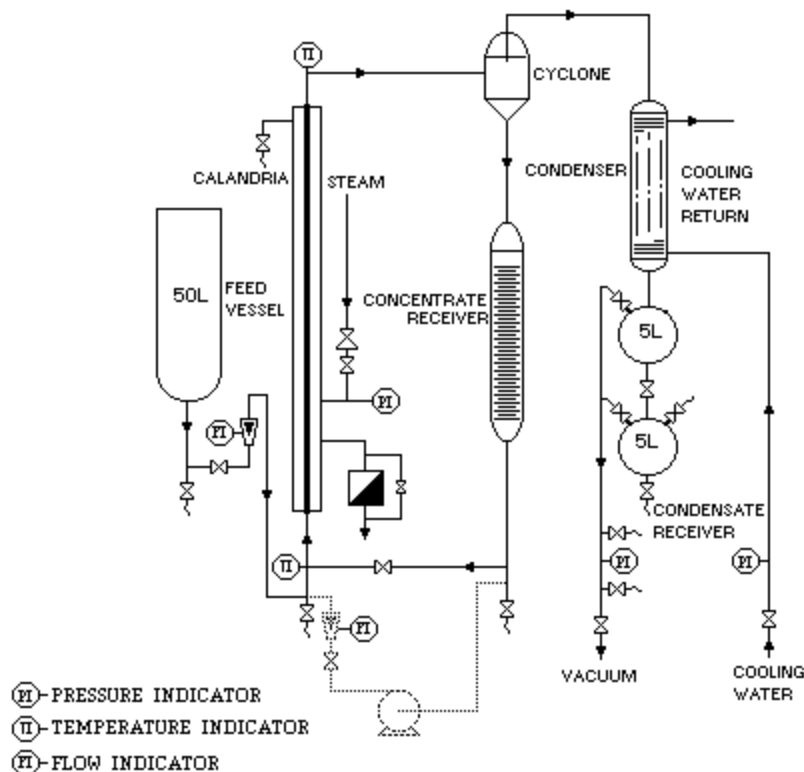 TI
CYCLONE
CALANDRIA
STEAM
CONDENSER
COOLING
WATER
RETURN
50L
FEED
VESSEL
CONCENTRATE
RECEIVER
5L
PI
FI
5L
CONDENSATE
RECEIVER
TI
PI
PI
FI
VACUUM
COOLING
WATER
PI - PRESSURE INDICATOR
TI - TEMPERATURE INDICATOR
FI - FLOW INDICATOR